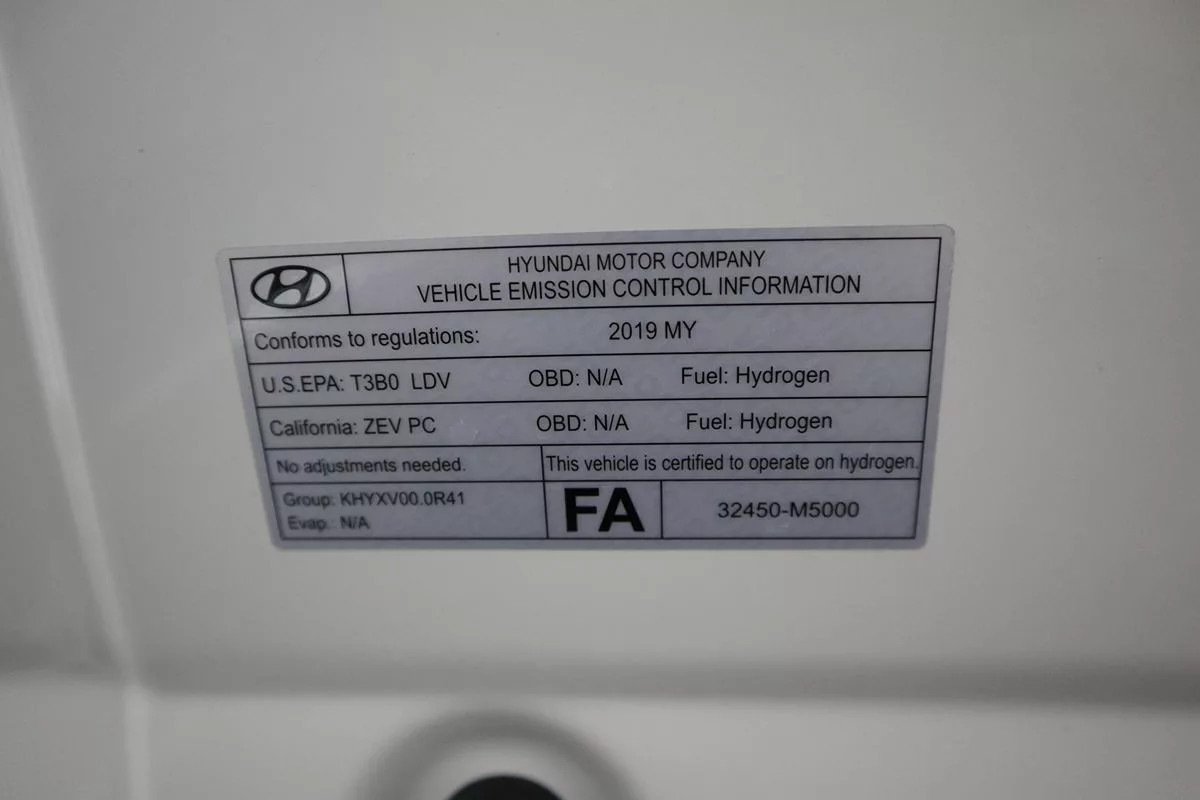 HYUNDAI MOTOR COMPANY
VEHICLE EMISSION CONTROL INFORMATION
Conforms to regulations: 2019 MY
U.S.EPA: T3B0 LDV OBD: N/A Fuel: Hydrogen
California: ZEV PC OBD: N/A Fuel: Hydrogen
No adjustments needed. This vehicle is certified to operate on hydrogen.
Group: KHYXV00.0R41
Evap.: N/A
FA
32450-M5000